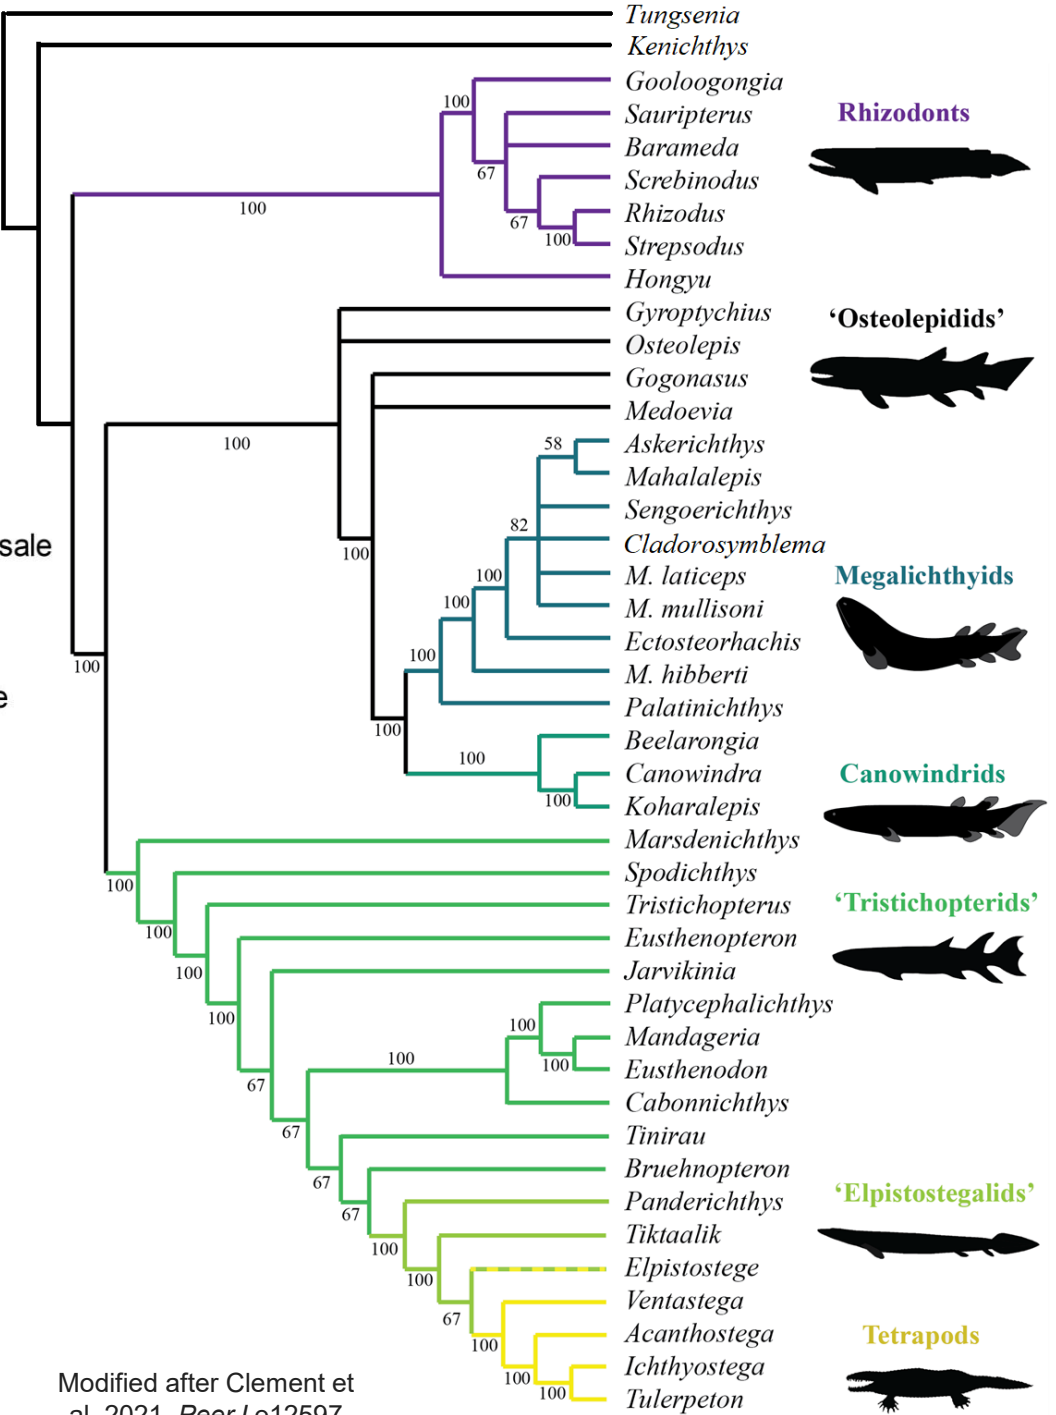 Tungsenia
Kenichthys
Gooloogongia
100
Sauripterus
Rhizodonts
Barameda
67
Screbinodus
100
Rhizodus
67
100
Strepsodus
Hongyu
Gyroptychius
‘Osteolepidids’
Osteolepis
Gogonasus
Medoevia
100
58
Askerichthys
Mahalalepis
Sengoerichthys
82
Cladorosymblema
sale
100
100
M. laticeps
Megalichthyids
100
M. mullisoni
Ectosteorhachis
100
100
M. hibberti
e
Palatinichthys
100
Beelarongia
100
Canowindra
Canowindrids
100
Koharalepis
Marsdenichthys
100
Spodichthys
Tristichopterus
‘Tristichopterids’
100
Eusthenopteron
100
Jarvikinia
Platycephalichthys
100
100
Mandageria
100
100
Eusthenodon
67
Cabonnichthys
67
Tinirau
Bruehnopteron
67
Panderichthys
‘Elpistostegalids’
67
Tiktaalik
100
Elpistostege
100
Ventastega
67
Acanthostega
Tetrapods
100
Ichthyostega
100
100
Tulerpeton
Modified after Clement et
al. 2021, PeerJ e12597